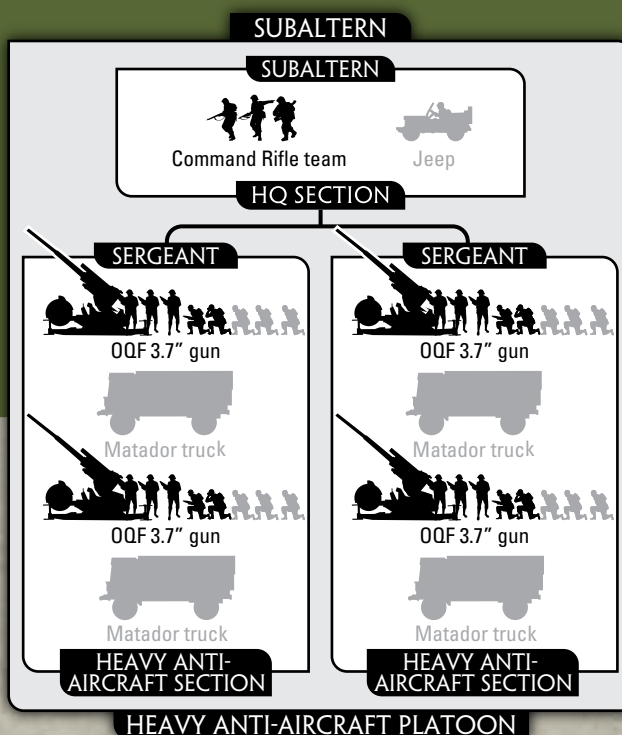 SUBALTERN
SUBALTERN
Command Rifle team
Jeep
HQ SECTION
SERGEANT
OQF 3.7” gun
Matador truck
OQF 3.7” gun
Matador truck
HEAVY ANTI-
AIRCRAFT SECTION
SERGEANT
OQF 3.7” gun
Matador truck
OQF 3.7” gun
Matador truck
HEAVY ANTI-
AIRCRAFT SECTION
HEAVY ANTI-AIRCRAFT PLATOON